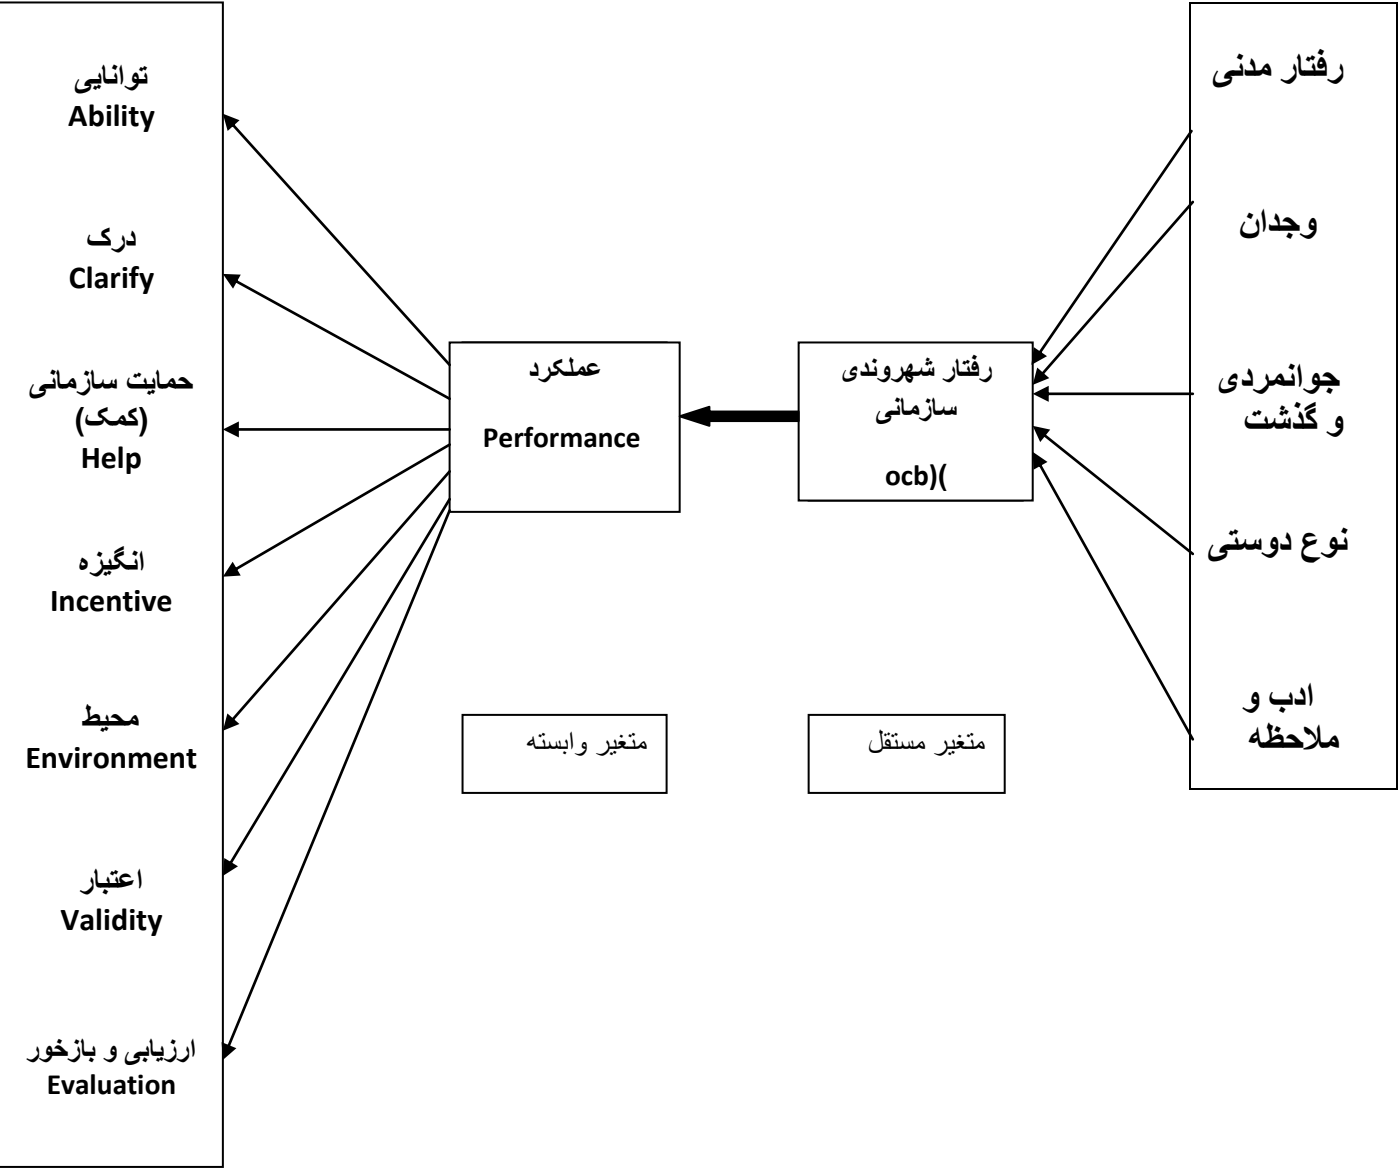 رفتار مدنی
وجدان
جوانمردی
و گذشت
نوع دوستی
ادب و
ملاحظه
رفتار شهروندی
سازمانی
ocb)(
متغیر مستقل
عملکرد
Performance
متغیر وابسته
توانایی
Ability
درک
Clarify
حمایت سازمانی
(کمک)
Help
انگیزه
Incentive
محیط
Environment
اعتبار
Validity
ارزیابی و بازخور
Evaluation